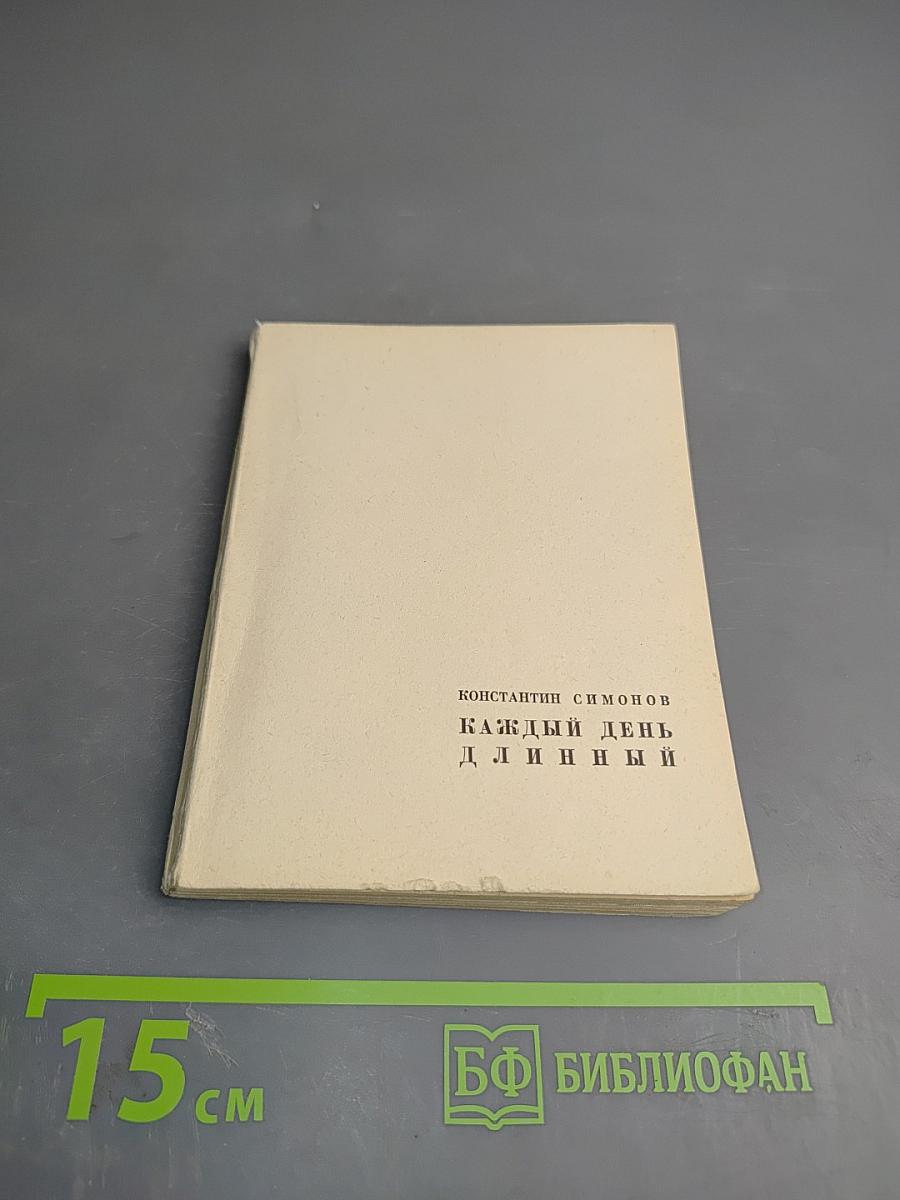 КОНСТАНТИН СИМОНОВ
КАЖДЫЙ ДЕНЬ
ДЛИННЫЙ
15 см
БФ БИБЛИОФАН